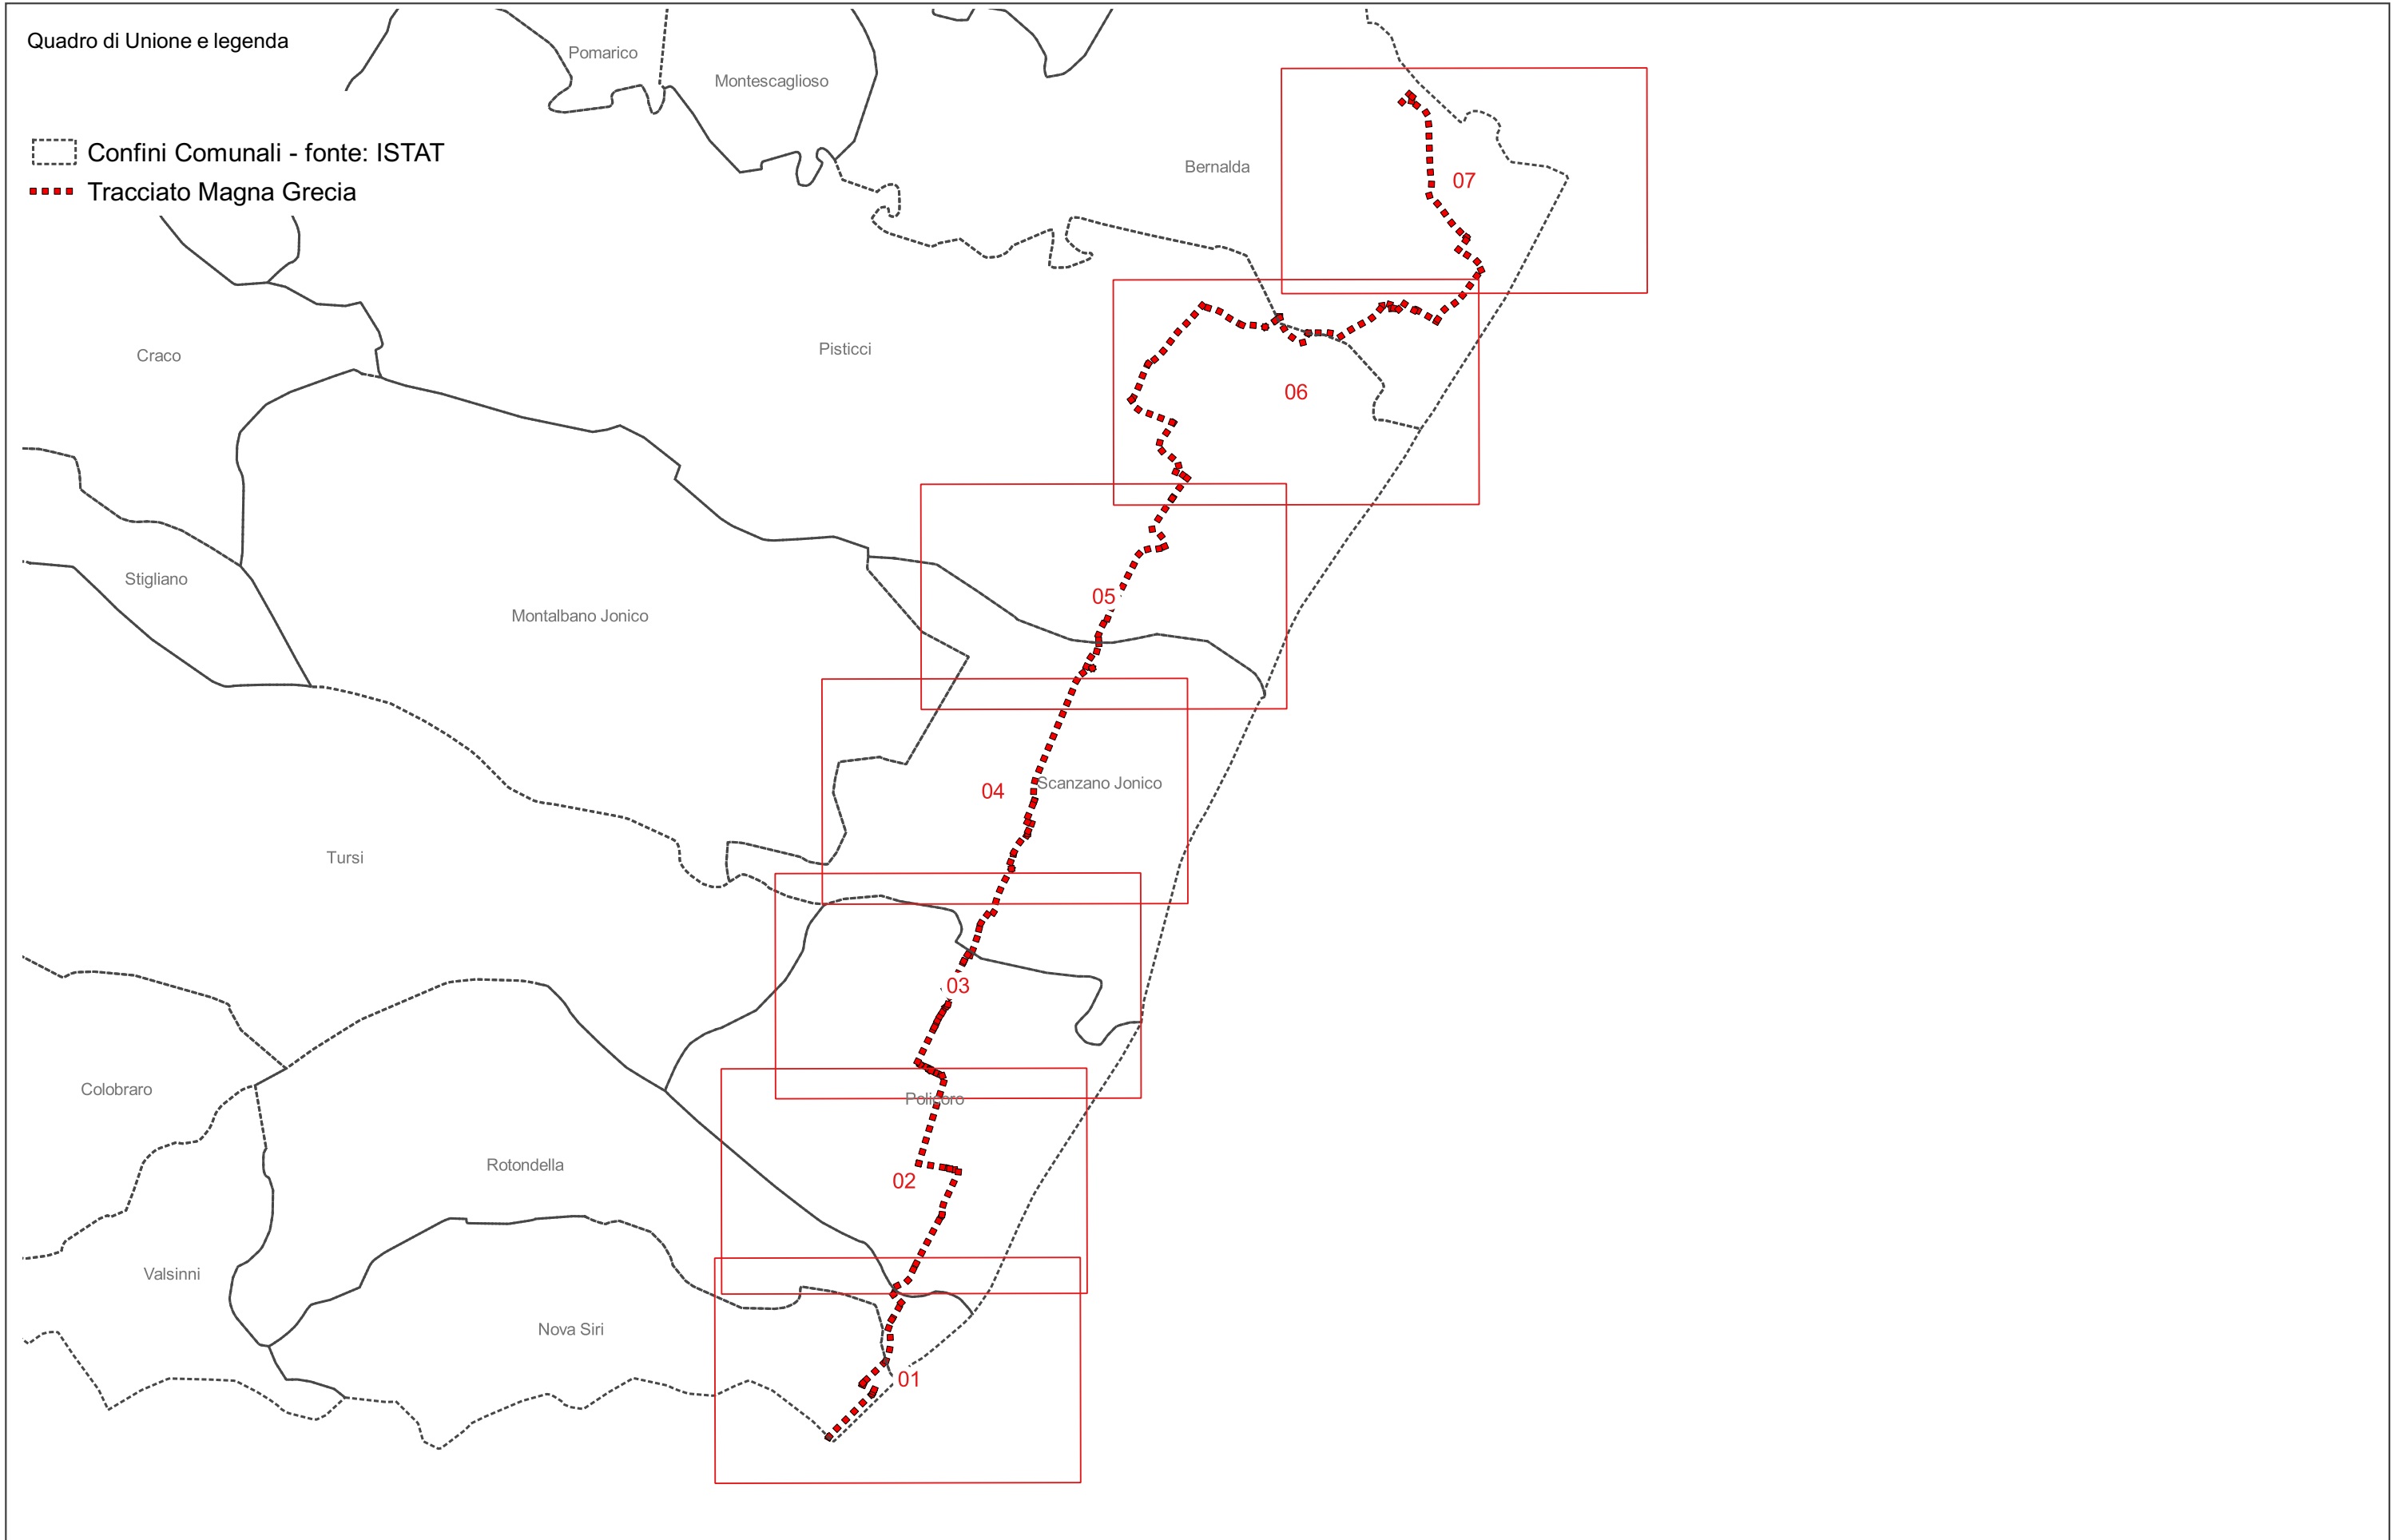 Quadro di Unione e legenda
Pomarico
Montescaglioso
Confini Comunali - fonte: ISTAT
Bernalda
07
Tracciato Magna Grecia
Pisticci
Craco
06
Stigliano
05
Montalbano Jonico
Scanzano Jonico
04
Tursi
03
Colobraro
Policoro
Rotondella
02
Valsinni
Nova Siri
01